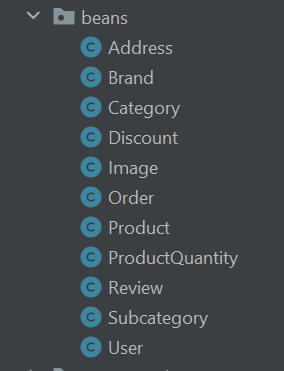 beans
C Address
C Brand
C Category
C Discount
C Image
C Order
C Product
C ProductQuantity
C Review
C Subcategory
C User